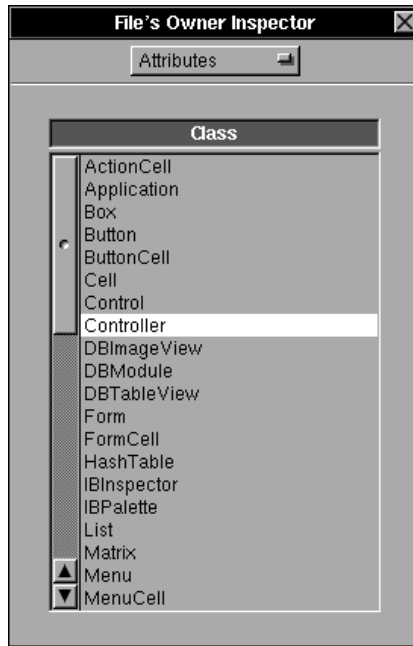 File's Owner Inspector
Attributes
Class
ActionCell
Application
Box
Button
ButtonCell
Cell
Control
Controller
DBImageView
DBModule
DBTableView
Form
FormCell
HashTable
IBInspector
IBPalette
List
Matrix
Menu
MenuCell